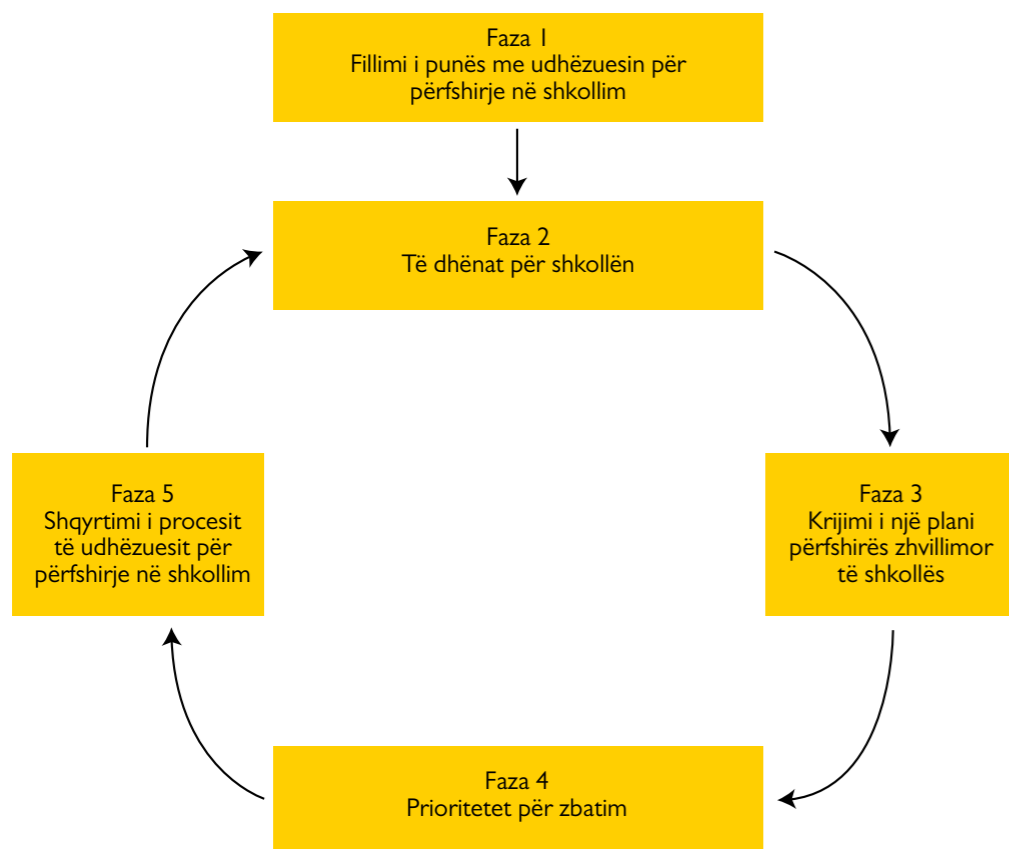 Faza 1
Fillimi i punës me udhëzuesin për
përfshirje në shkollim
Faza 2
Të dhënat për shkollën
Faza 3
Krijimi i një plani
përfshirës zhvillimor
të shkollës
Faza 4
Prioritetet për zbatim
Faza 5
Shqyrtimi i procesit
të udhëzuesit për
përfshirje në shkollim